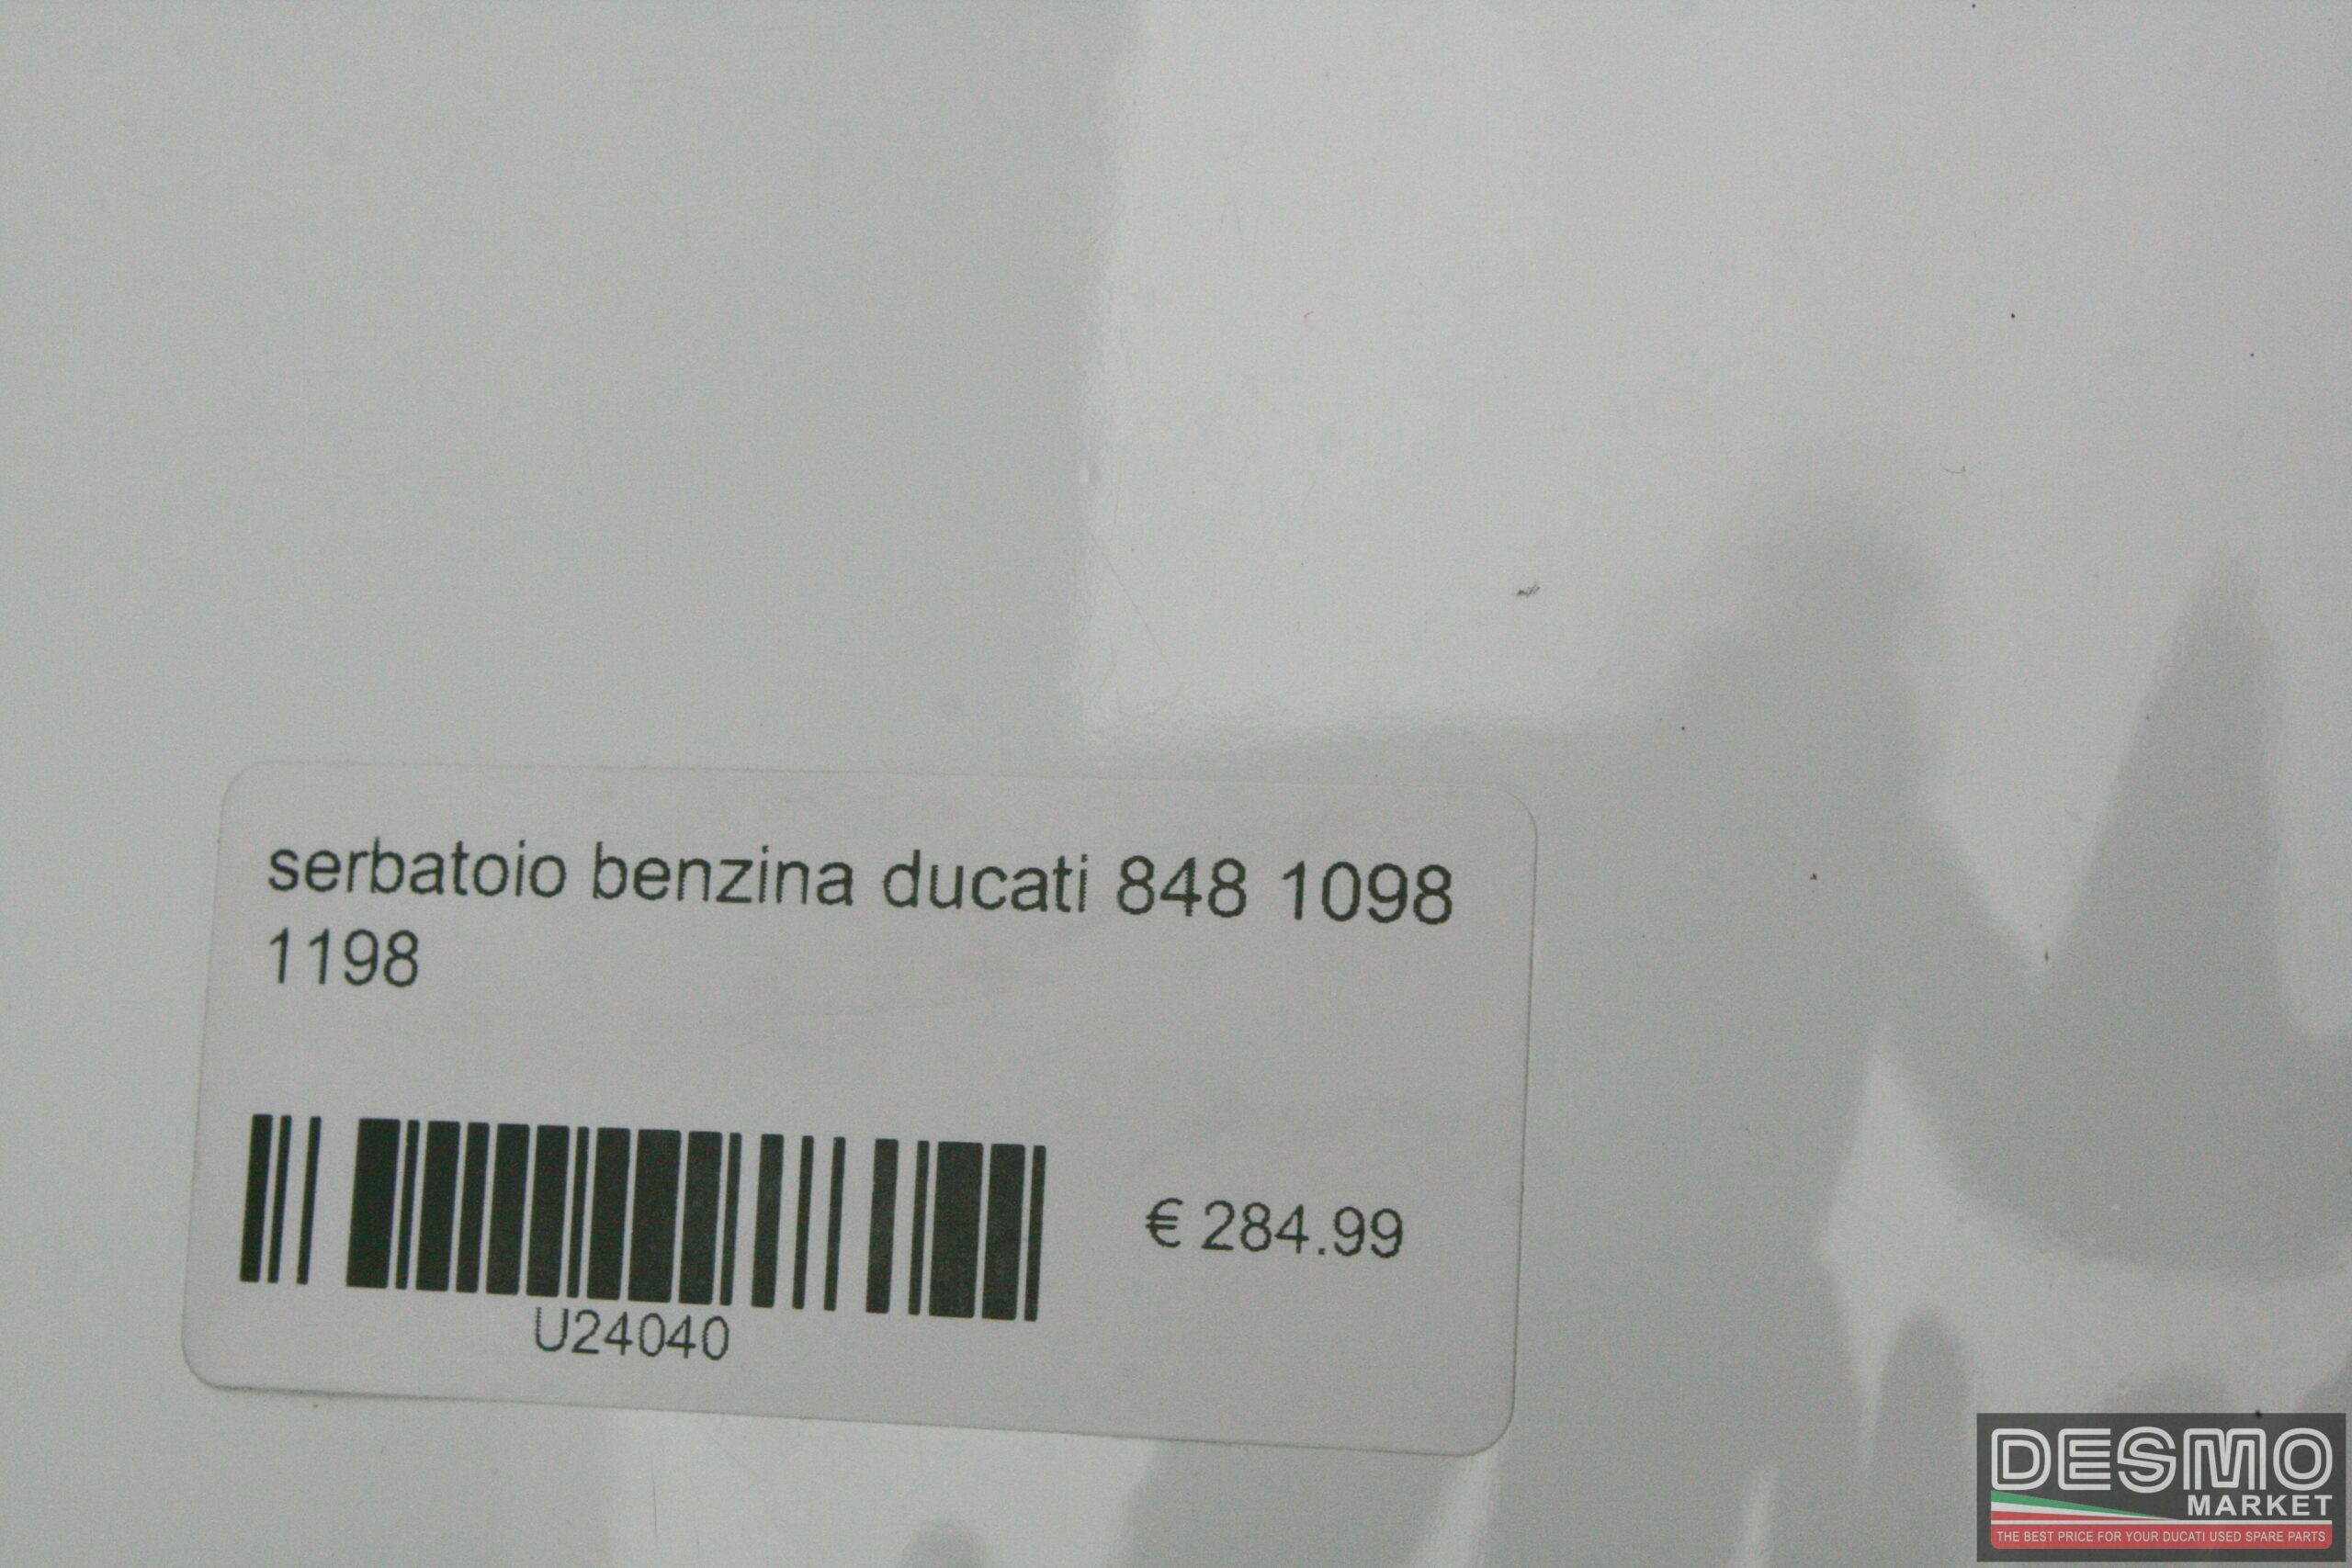 serbatoio benzina ducati 848 1098
1198
€ 284.99
U24040
DESMO
MARKET
THE BEST PRICE FOR YOUR DUCATI USED SPARE PARTS